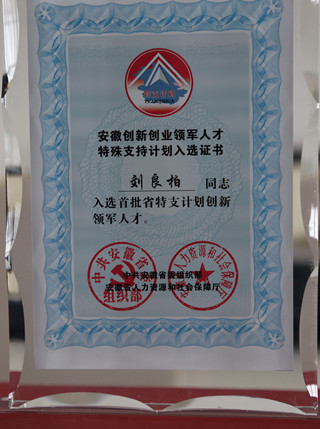 安徽创新创业领军人才
特殊支持计划入选证书
刘良柏 同志
入选首批省特支计划创新
领军人才。
中共安徽省委组织部
安徽省人力资源和社会保障厅